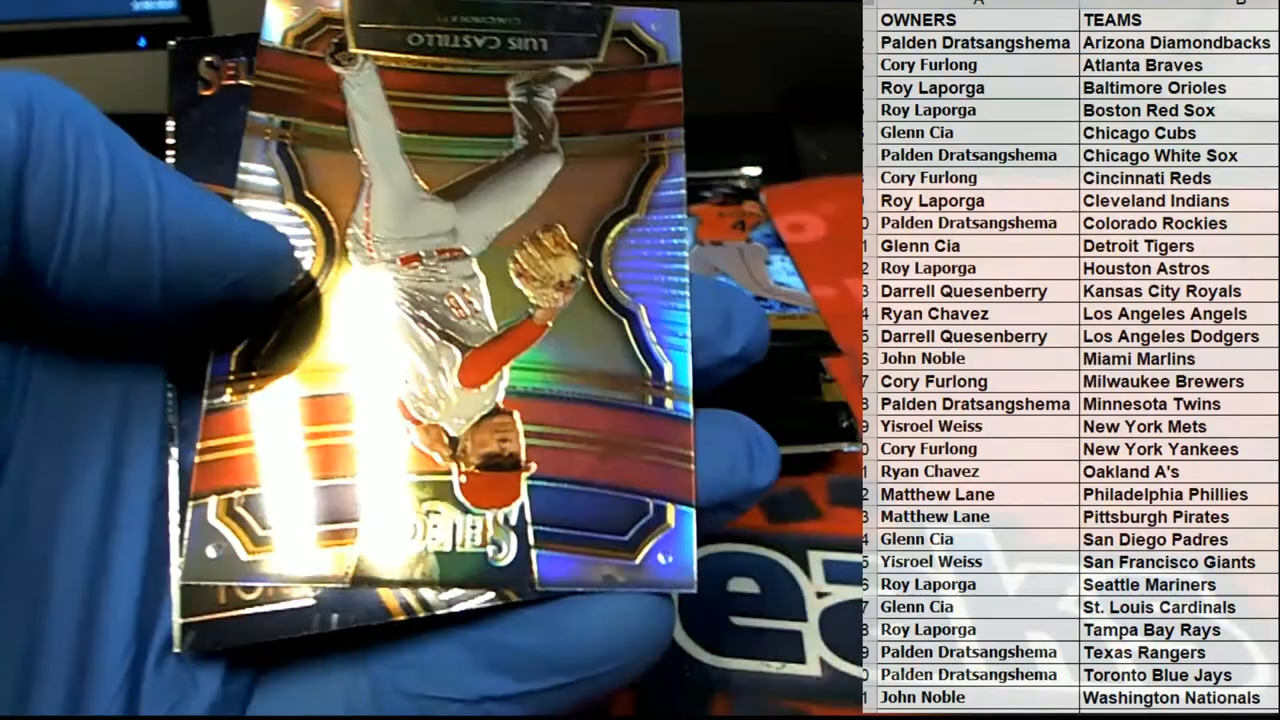 CINCINNATI
LUIS CASTILLO
SEL
SELECT
OWNERS TEAMS
Palden Dratsangshema Arizona Diamondbacks
Cory Furlong Atlanta Braves
Roy Laporga Baltimore Orioles
Roy Laporga Boston Red Sox
Glenn Cia Chicago Cubs
Palden Dratsangshema Chicago White Sox
Cory Furlong Cincinnati Reds
Roy Laporga Cleveland Indians
Palden Dratsangshema Colorado Rockies
Glenn Cia Detroit Tigers
Roy Laporga Houston Astros
Darrell Quesenberry Kansas City Royals
Ryan Chavez Los Angeles Angels
Darrell Quesenberry Los Angeles Dodgers
John Noble Miami Marlins
Cory Furlong Milwaukee Brewers
Palden Dratsangshema Minnesota Twins
Yisroel Weiss New York Mets
Cory Furlong New York Yankees
Ryan Chavez Oakland A's
Matthew Lane Philadelphia Phillies
Matthew Lane Pittsburgh Pirates
Glenn Cia San Diego Padres
Yisroel Weiss San Francisco Giants
Roy Laporga Seattle Mariners
Glenn Cia St. Louis Cardinals
Roy Laporga Tampa Bay Rays
Palden Dratsangshema Texas Rangers
Palden Dratsangshema Toronto Blue Jays
John Noble Washington Nationals